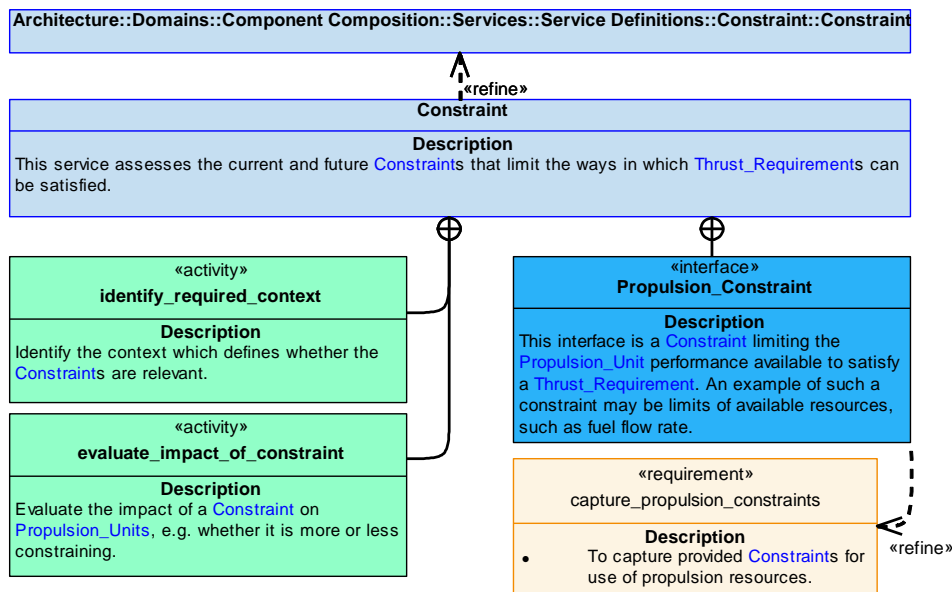 Architecture::Domains::Component Composition::Services::Service Definitions::Constraint::Constraint
«refine»
Constraint
Description
This service assesses the current and future Constraints that limit the ways in which Thrust_Requirements can
be satisfied.
«activity»
identify_required_context
Description
Identify the context which defines whether the
Constraints are relevant.
«interface»
Propulsion_Constraint
Description
This interface is a Constraint limiting the
Propulsion_Unit performance available to satisfy
a Thrust_Requirement. An example of such a
constraint may be limits of available resources,
such as fuel flow rate.
«activity»
evaluate_impact_of_constraint
Description
Evaluate the impact of a Constraint on
Propulsion_Units, e.g. whether it is more or less
constraining.
«requirement»
capture_propulsion_constraints
Description
• To capture provided Constraints for
use of propulsion resources.
«refine»